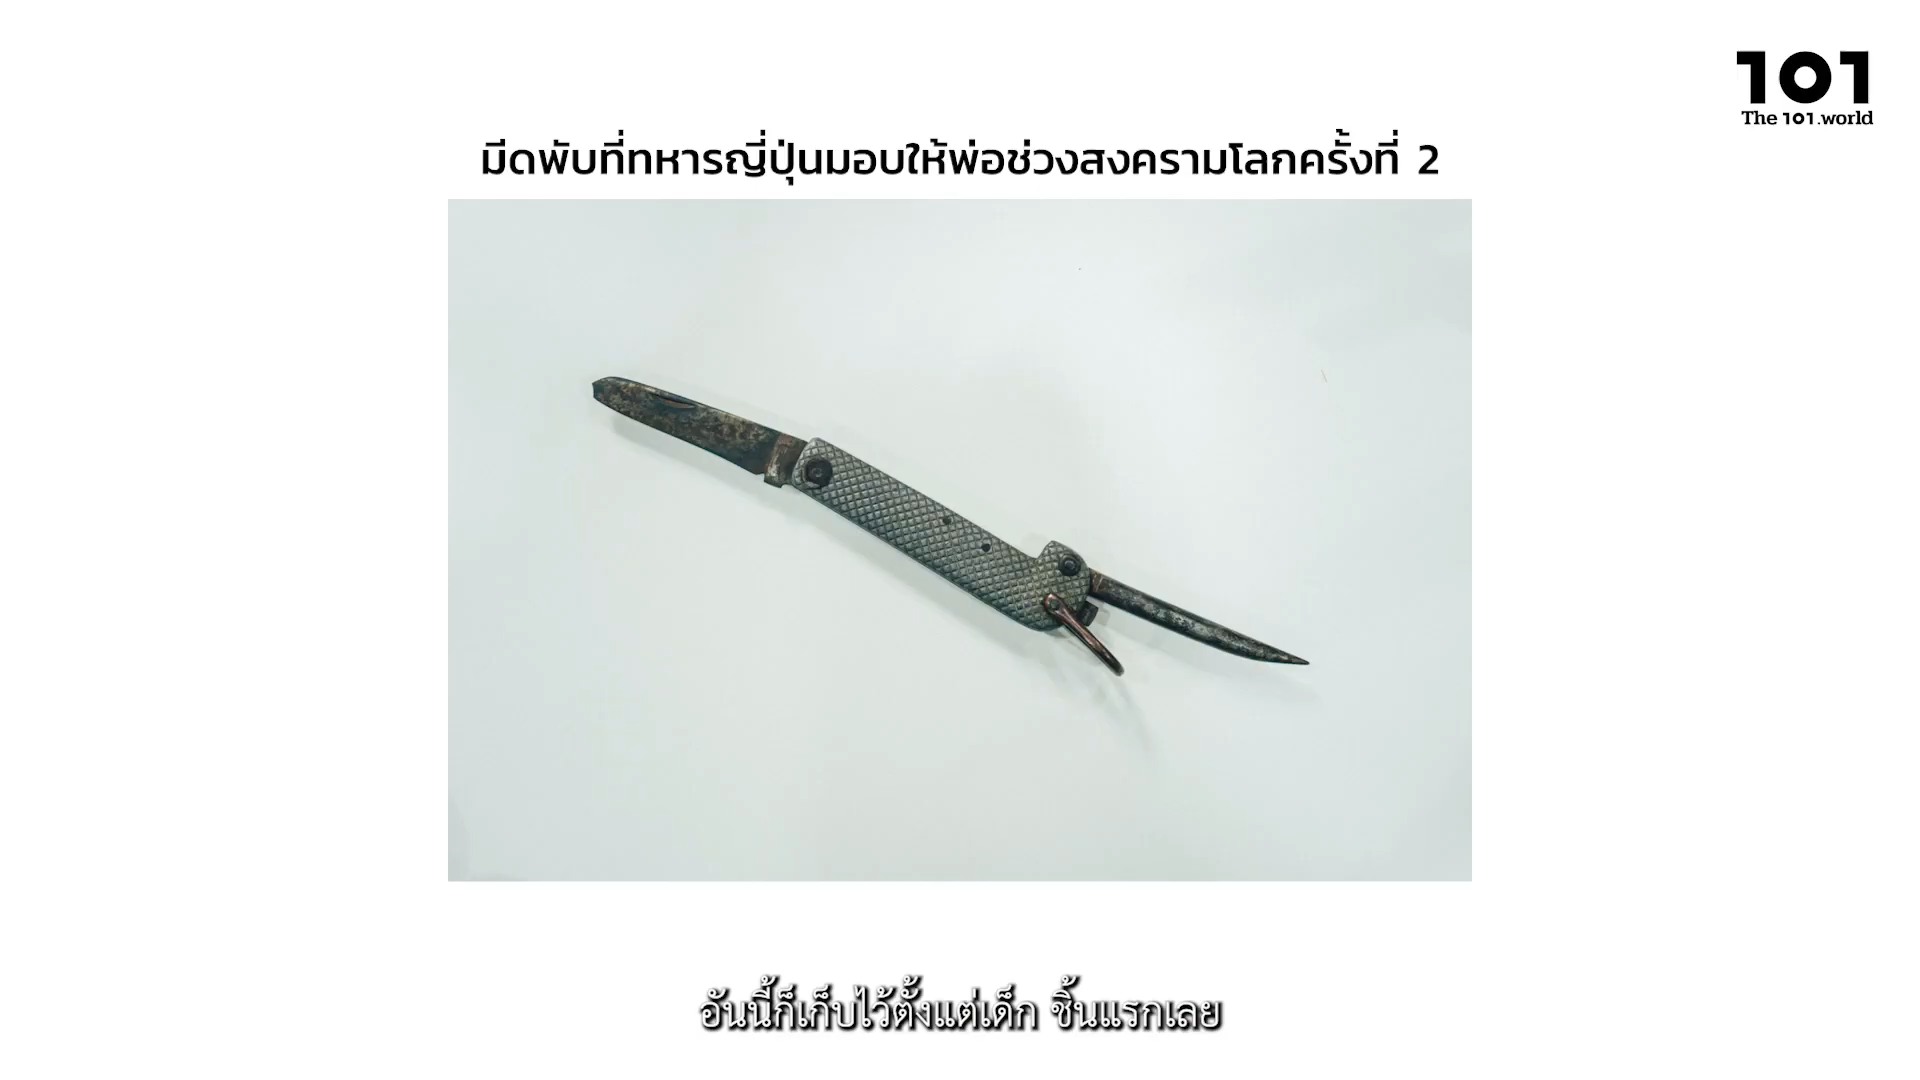 101
The 101.world
มีดพับที่ทหารญี่ปุ่นมอบให้พ่อช่วงสงครามโลกครั้งที่ 2
อันนี้ก็เก็บไว้ตั้งแต่เด็ก ชิ้นแรกเลย